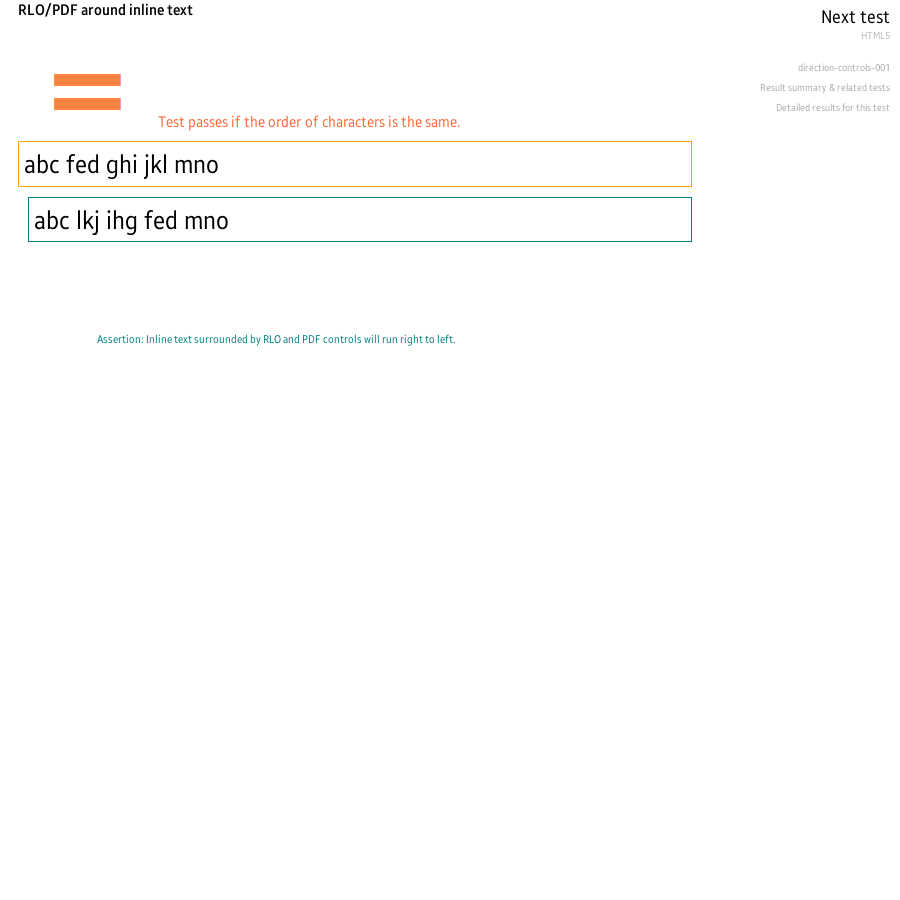 RLO/PDF around inline text
Next test
HTML5
direction-controls-001
Result summary & related tests
Detailed results for this test
Test passes if the order of characters is the same.
abc fed ghi jkl mno
abc lkj ihg fed mno
Assertion: Inline text surrounded by RLO and PDF controls will run right to left.